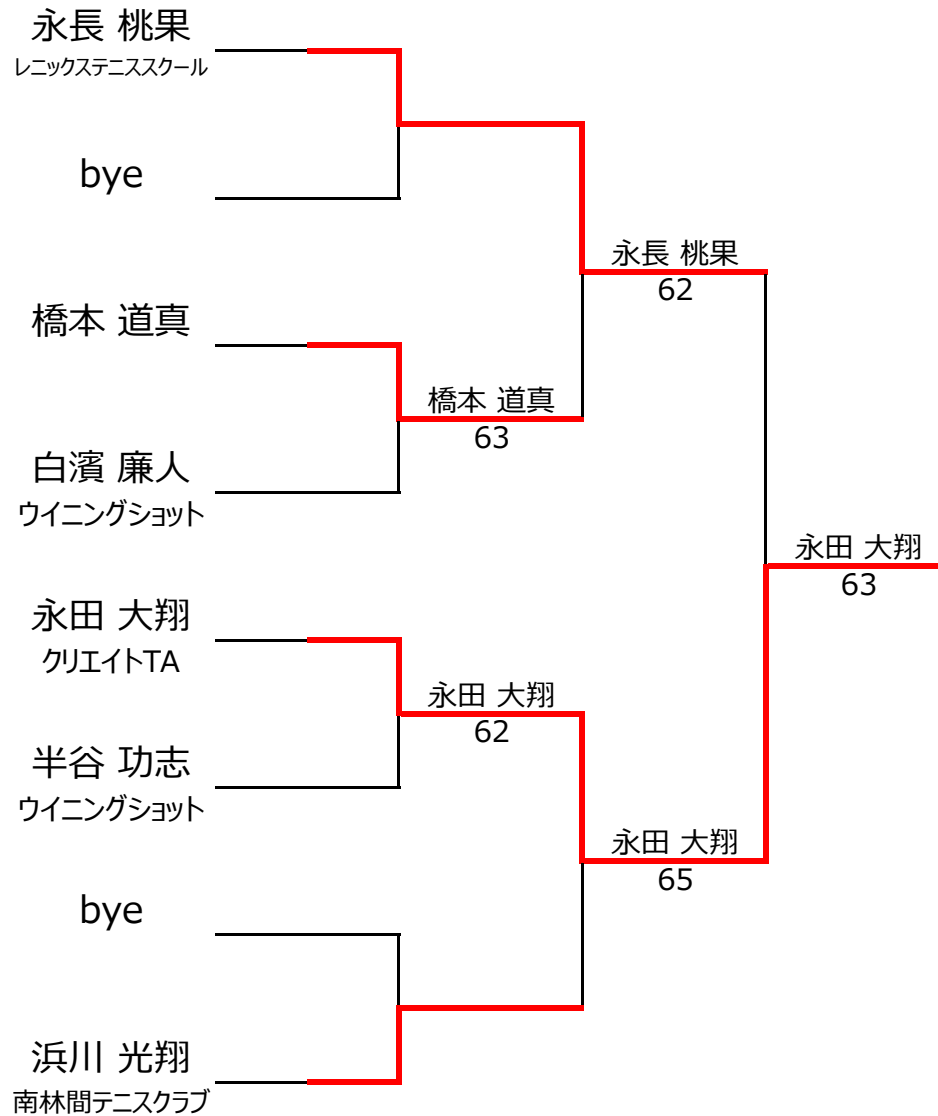 永長 桃果
レニックステニススクール
bye
永長 桃果
62
橋本 道真
橋本 道真
63
白濱 廉人
ウイニングショット
永田 大翔
63
永田 大翔
クリエイトTA
永田 大翔
62
半谷 功志
ウイニングショット
永田 大翔
65
bye
浜川 光翔
南林間テニスクラブ